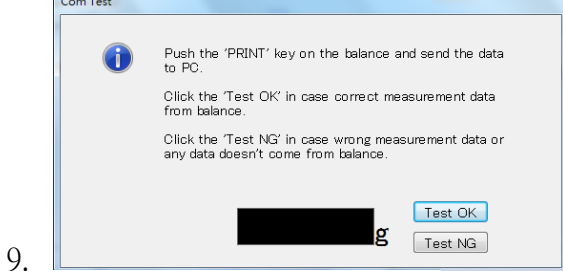 Com Test
Push the 'PRINT' key on the balance and send the data
to PC.
Click the 'Test OK' in case correct measurement data
from balance.
Click the 'Test NG' in case wrong measurement data or
any data doesn't come from balance.
g
Test OK
Test NG
9.